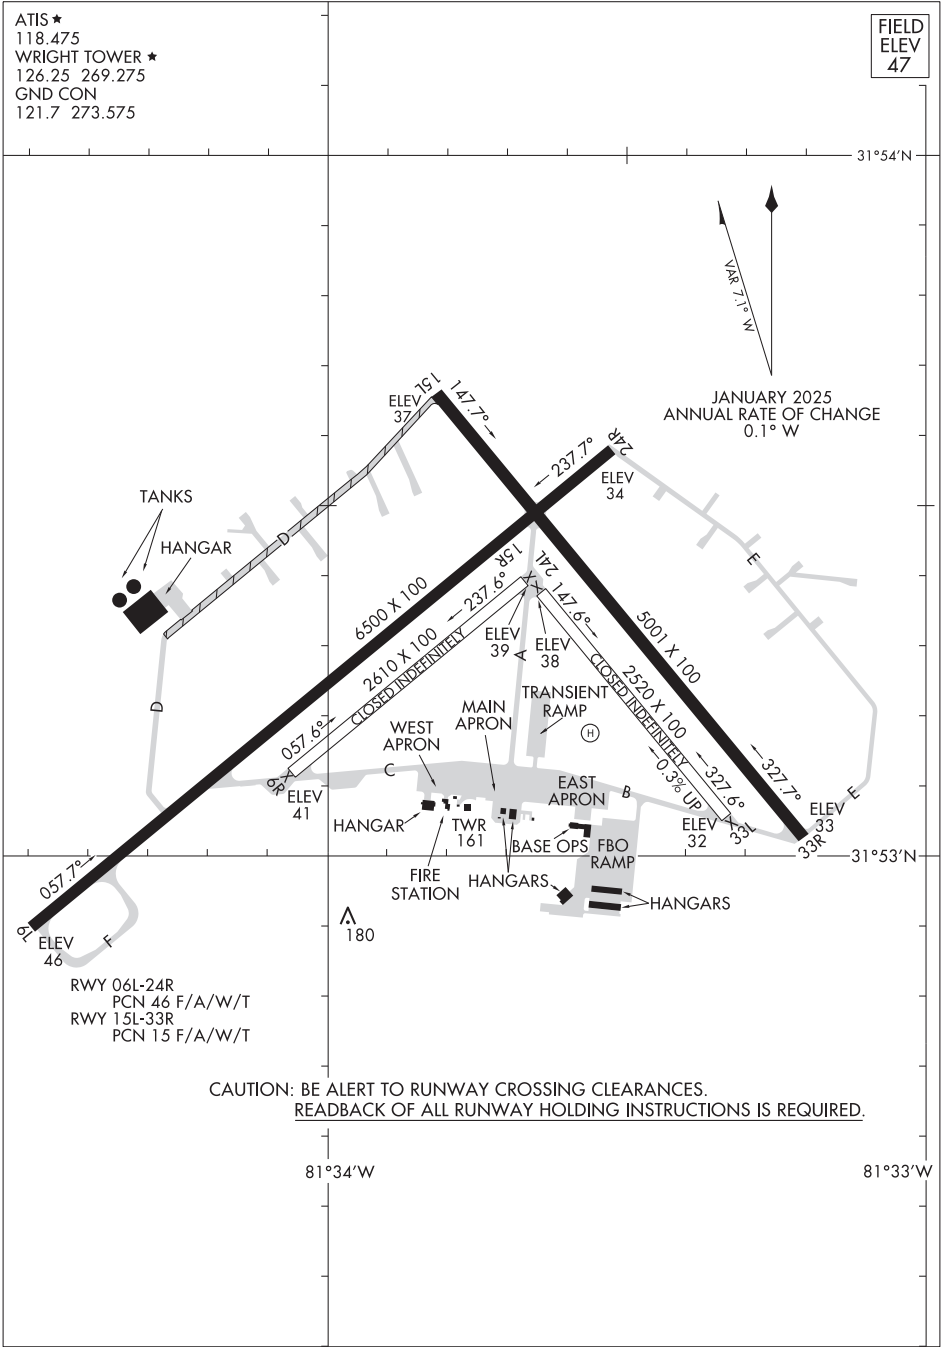 ATIS ★
118.475
WRIGHT TOWER ★
126.25 269.275
GND CON
121.7 273.575
FIELD
ELEV
47
31°54'N
VAR 7.1° W
JANUARY 2025
ANNUAL RATE OF CHANGE
0.1° W
15L
147.7°
ELEV
37
24R
237.7°
ELEV
34
TANKS
HANGAR
D
E
6500 X 100
15R
24L
237.6°
147.6°
ELEV
39
ELEV
38
A
5001 X 100
2610 X 100
CLOSED INDEFINITELY
2520 X 100
CLOSED INDEFINITELY
D
057.6°
6R
ELEV
41
C
WEST
APRON
MAIN
APRON
TRANSIENT
RAMP
H
0.3% UP
327.6°
327.7°
EAST
APRON
B
E
ELEV
33
33R
ELEV
32
33L
HANGAR
TWR
161
BASE OPS
FBO
RAMP
31°53'N
FIRE
STATION
HANGARS
HANGARS
057.7°
6L
ELEV
46
F
180
RWY 06L-24R
PCN 46 F/A/W/T
RWY 15L-33R
PCN 15 F/A/W/T
CAUTION: BE ALERT TO RUNWAY CROSSING CLEARANCES.
READBACK OF ALL RUNWAY HOLDING INSTRUCTIONS IS REQUIRED.
81°34'W
81°33'W